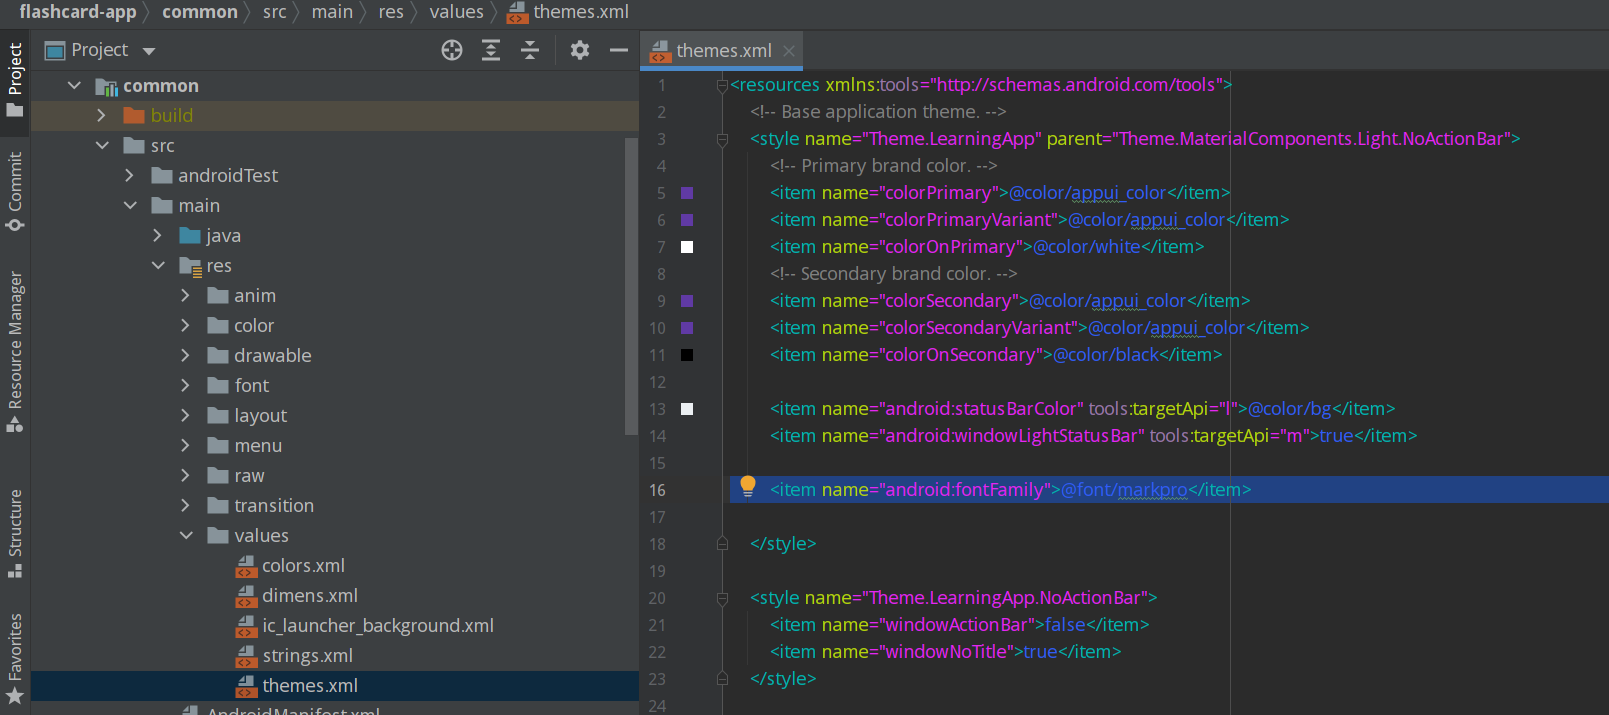 flashcard-app common src main res values themes.xml
Project
themes.xml
Project
Commit
Resource Manager
Structure
Favorites
common
build
src
androidTest
main
java
res
anim
color
drawable
font
layout
menu
raw
transition
values
colors.xml
dimens.xml
ic_launcher_background.xml
strings.xml
themes.xml
AndroidManifest.xml
1 <resources xmlns:tools="http://schemas.android.com/tools">
2 <!-- Base application theme. -->
3 <style name="Theme.LearningApp" parent="Theme.MaterialComponents.Light.NoActionBar">
4 <!-- Primary brand color. -->
5 <item name="colorPrimary">@color/appui_color</item>
6 <item name="colorPrimaryVariant">@color/appui_color</item>
7 <item name="colorOnPrimary">@color/white</item>
8 <!-- Secondary brand color. -->
9 <item name="colorSecondary">@color/appui_color</item>
10 <item name="colorSecondaryVariant">@color/appui_color</item>
11 <item name="colorOnSecondary">@color/black</item>
12
13 <item name="android:statusBarColor" tools:targetApi="l">@color/bg</item>
14 <item name="android:windowLightStatusBar" tools:targetApi="m">true</item>
15
16 <item name="android:fontFamily">@font/markpro</item>
17
18 </style>
19
20 <style name="Theme.LearningApp.NoActionBar">
21 <item name="windowActionBar">false</item>
22 <item name="windowNoTitle">true</item>
23 </style>
24